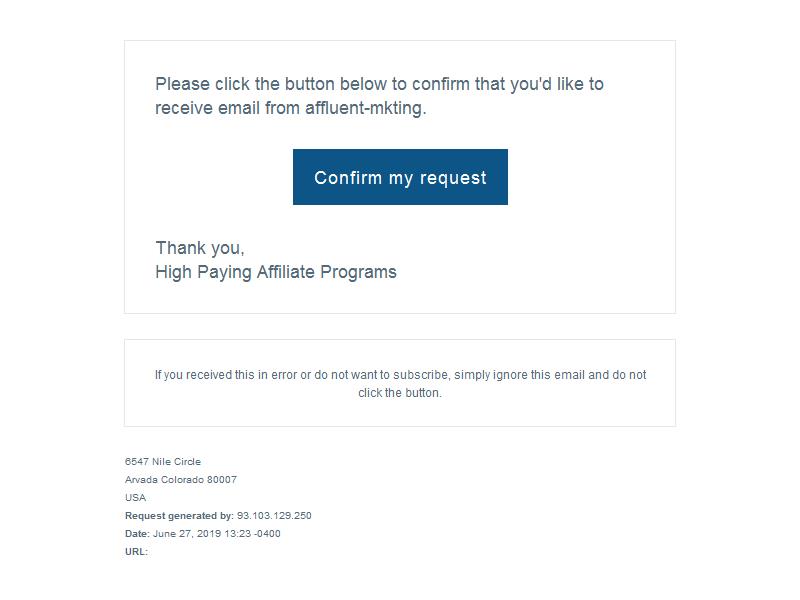 Please click the button below to confirm that you'd like to
receive email from affluent-mkting.
Confirm my request
Thank you,
High Paying Affiliate Programs
If you received this in error or do not want to subscribe, simply ignore this email and do not
click the button.
6547 Nile Circle
Arvada Colorado 80007
USA
Request generated by: 93.103.129.250
Date: June 27, 2019 13:23 -0400
URL: